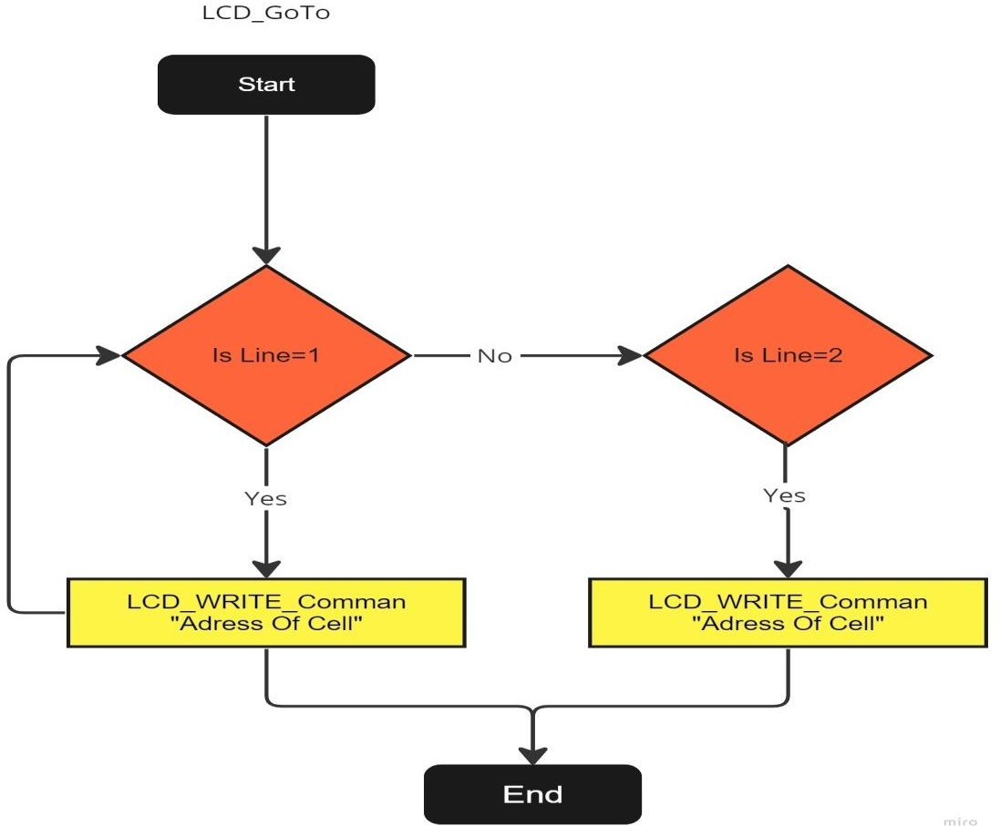 LCD_GoTo
Start
Is Line=1
No
Is Line=2
Yes
Yes
LCD_WRITE_Comman
"Adress Of Cell"
LCD_WRITE_Comman
"Adress Of Cell"
End
miro